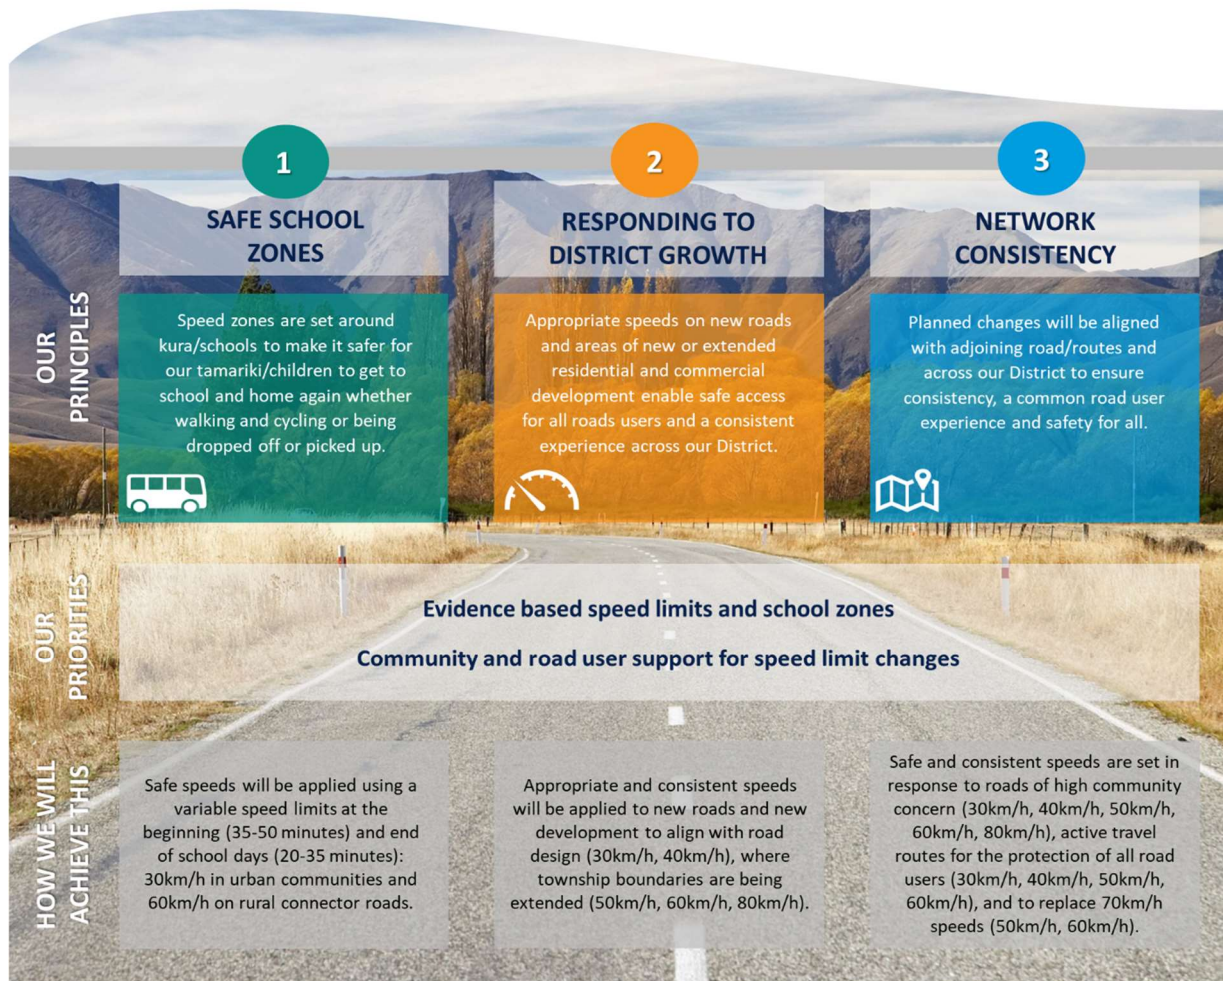 1
SAFE SCHOOL
ZONES
2
RESPONDING TO
DISTRICT GROWTH
3
NETWORK
CONSISTENCY
OUR
PRINCIPLES
Speed zones are set around
kura/schools to make it safer for
our tamariki/children to get to
school and home again whether
walking and cycling or being
dropped off or picked up.
Appropriate speeds on new roads
and areas of new or extended
residential and commercial
development enable safe access
for all roads users and a consistent
experience across our District.
Planned changes will be aligned
with adjoining road/routes and
across our District to ensure
consistency, a common road user
experience and safety for all.
OUR
PRIORITIES
Evidence based speed limits and school zones
Community and road user support for speed limit changes
HOW WE WILL
ACHIEVE THIS
Safe speeds will be applied using a
variable speed limits at the
beginning (35-50 minutes) and end
of school days (20-35 minutes):
30km/h in urban communities and
60km/h on rural connector roads.
Appropriate and consistent speeds
will be applied to new roads and new
development to align with road
design (30km/h, 40km/h), where
township boundaries are being
extended (50km/h, 60km/h, 80km/h).
Safe and consistent speeds are set in
response to roads of high community
concern (30km/h, 40km/h, 50km/h,
60km/h, 80km/h), active travel
routes for the protection of all road
users (30km/h, 40km/h, 50km/h,
60km/h), and to replace 70km/h
speeds (50km/h, 60km/h).